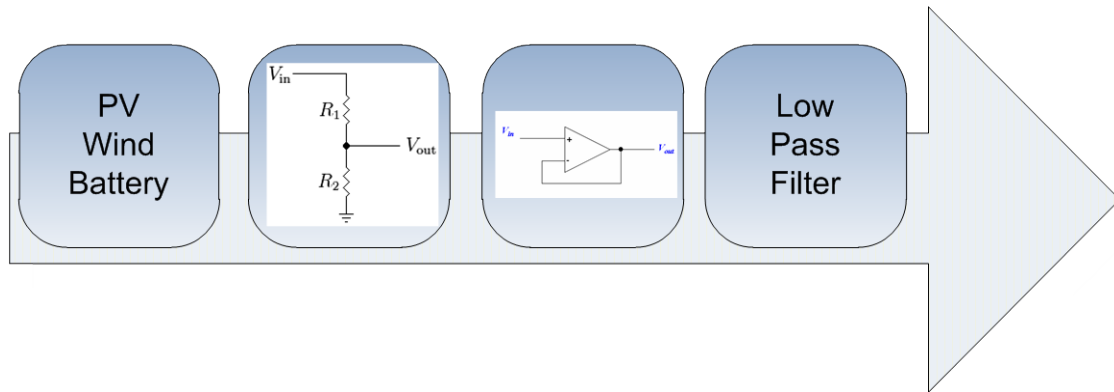 PV
Wind
Battery
Vin
R1
Vout
R2
Vin
+
-
Vout
Low
Pass
Filter